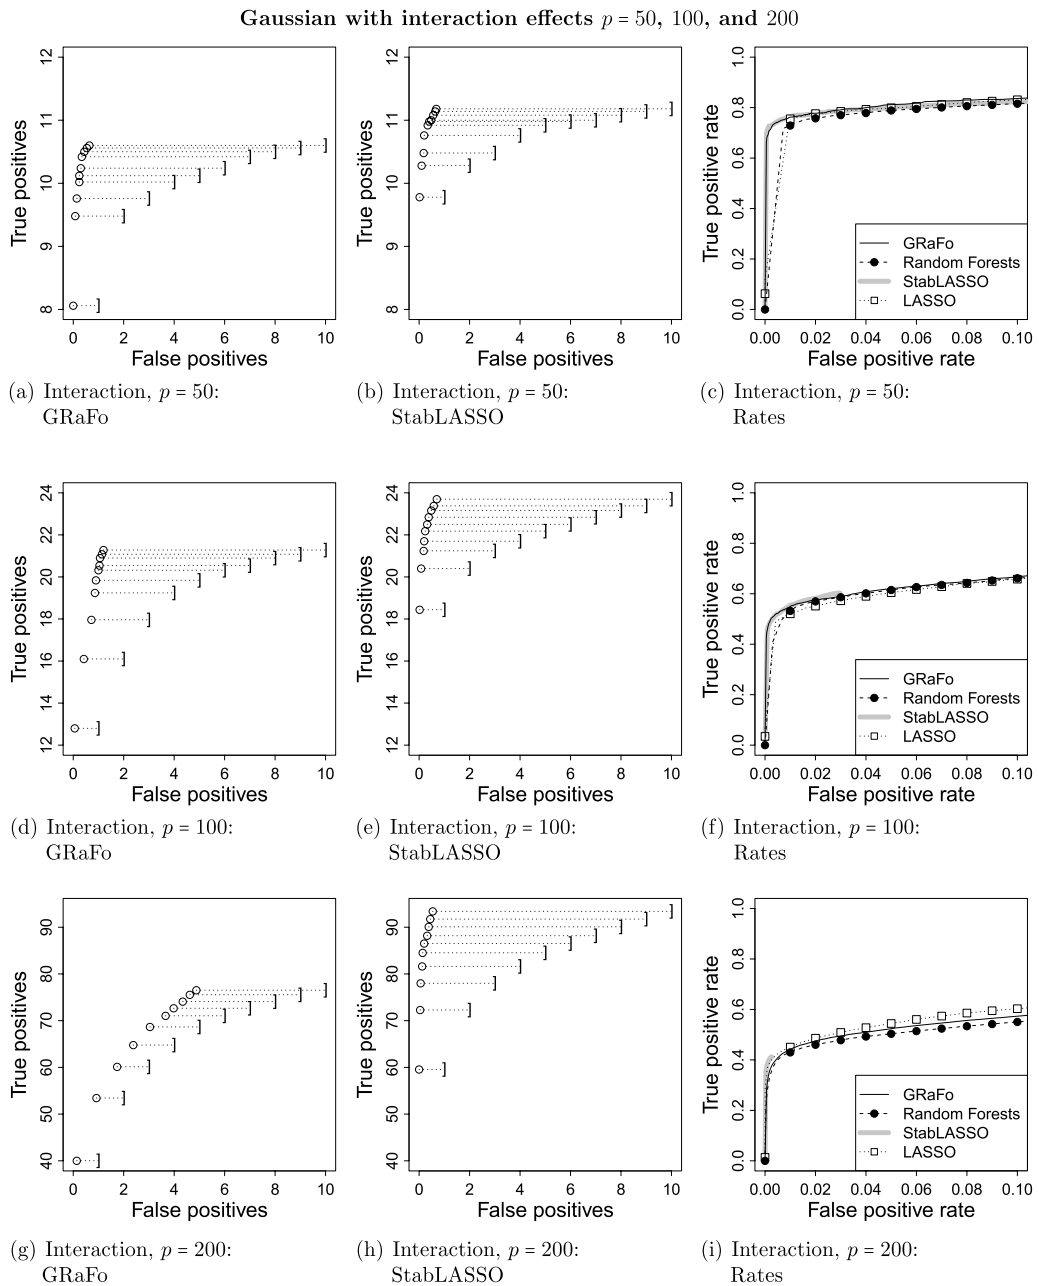 Gaussian with interaction effects p = 50, 100, and 200
True positives
8 9 10 11 12
0 2 4 6 8 10
False positives
(a) Interaction, p = 50:
GRaFo
True positives
8 9 10 11 12
0 2 4 6 8 10
False positives
(b) Interaction, p = 50:
StabLASSO
True positive rate
0.0 0.2 0.4 0.6 0.8 1.0
GRaFo
Random Forests
StabLASSO
LASSO
0.00 0.02 0.04 0.06 0.08 0.10
False positive rate
(c) Interaction, p = 50:
Rates
True positives
12 14 16 18 20 22 24
0 2 4 6 8 10
False positives
(d) Interaction, p = 100:
GRaFo
True positives
12 14 16 18 20 22 24
0 2 4 6 8 10
False positives
(e) Interaction, p = 100:
StabLASSO
True positive rate
0.0 0.2 0.4 0.6 0.8 1.0
GRaFo
Random Forests
StabLASSO
LASSO
0.00 0.02 0.04 0.06 0.08 0.10
False positive rate
(f) Interaction, p = 100:
Rates
True positives
40 50 60 70 80 90
0 2 4 6 8 10
False positives
(g) Interaction, p = 200:
GRaFo
True positives
40 50 60 70 80 90
0 2 4 6 8 10
False positives
(h) Interaction, p = 200:
StabLASSO
True positive rate
0.0 0.2 0.4 0.6 0.8 1.0
GRaFo
Random Forests
StabLASSO
LASSO
0.00 0.02 0.04 0.06 0.08 0.10
False positive rate
(i) Interaction, p = 200:
Rates